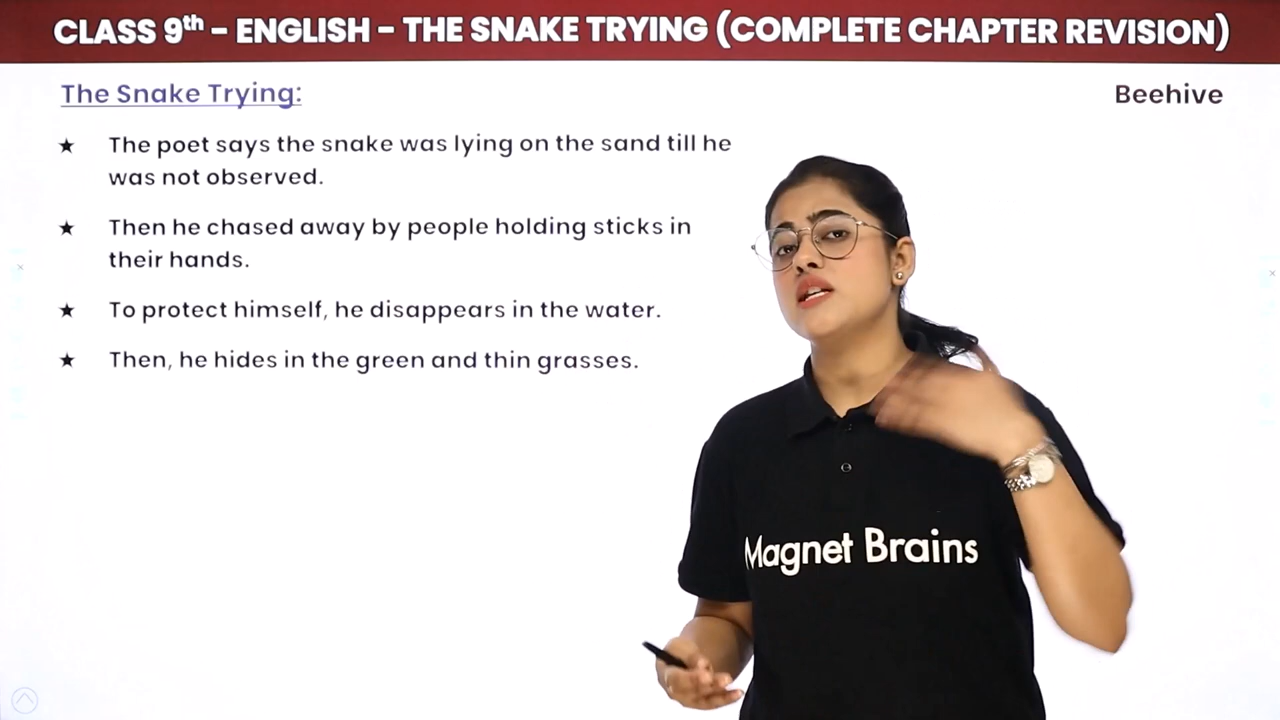 CLASS 9th – ENGLISH – THE SNAKE TRYING (COMPLETE CHAPTER REVISION)
The Snake Trying:
Beehive
★ The poet says the snake was lying on the sand till he
was not observed.
★ Then he chased away by people holding sticks in
their hands.
★ To protect himself, he disappears in the water.
★ Then, he hides in the green and thin grasses.
Magnet Brains